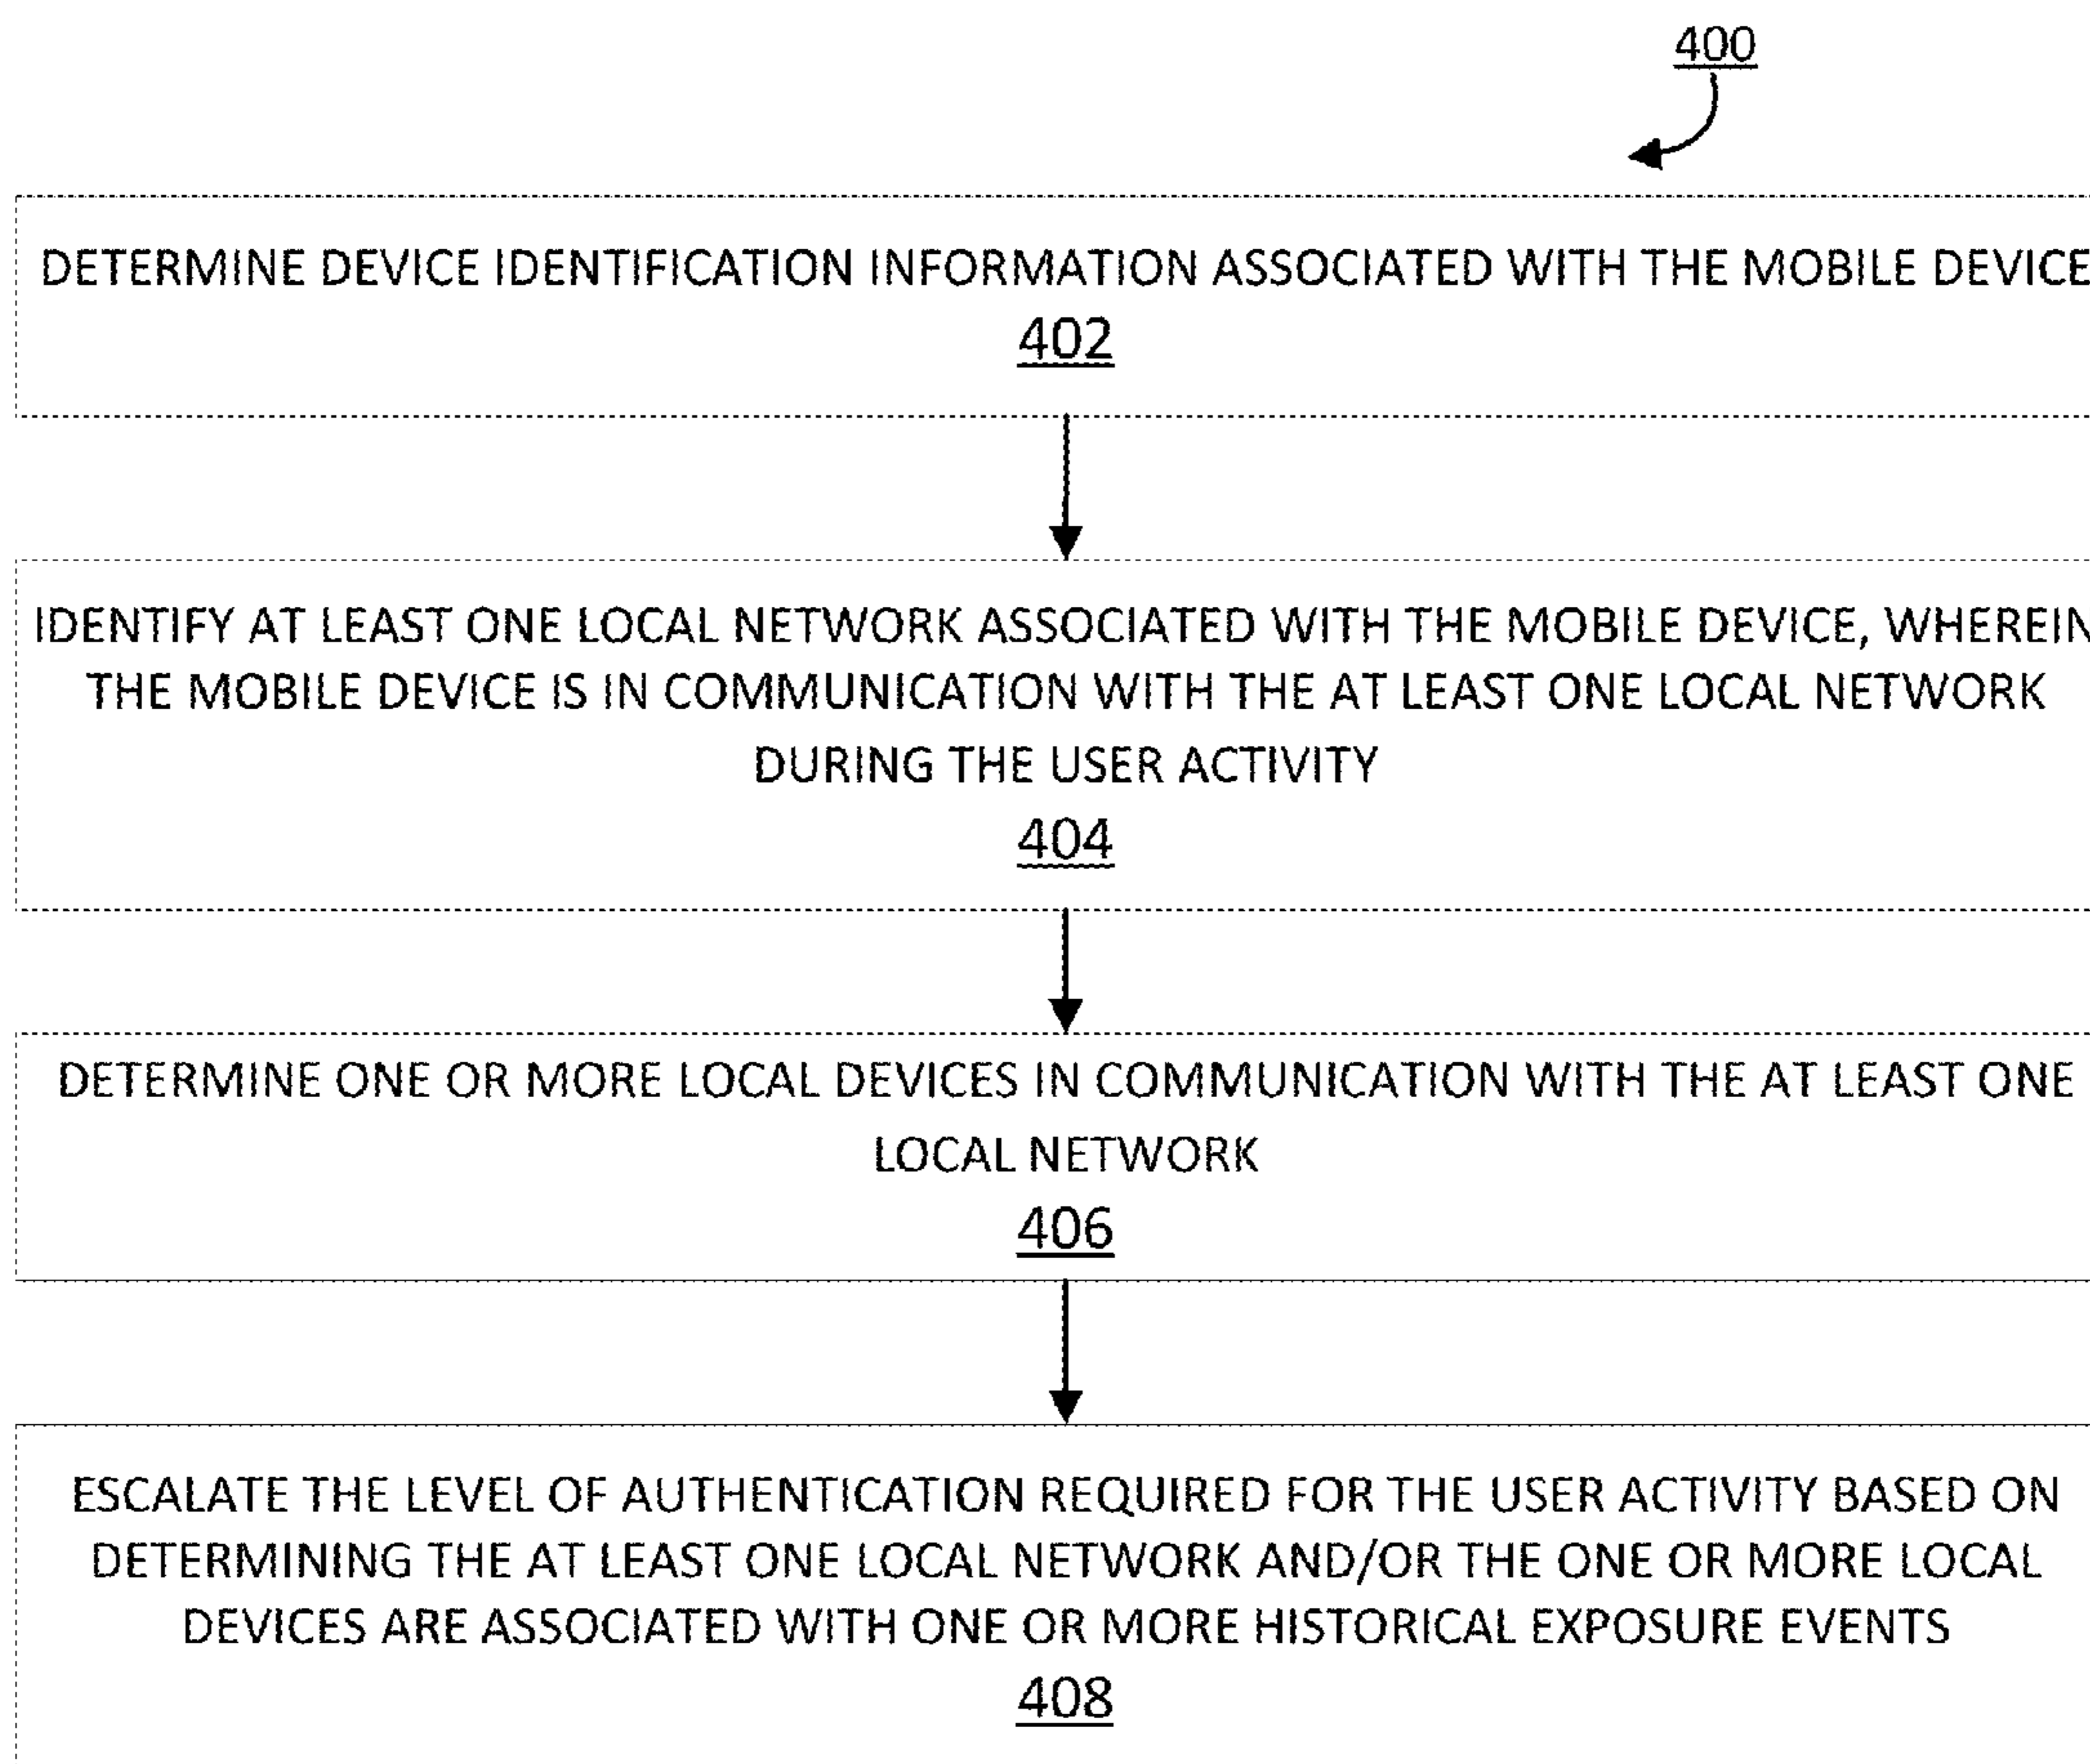 400
DETERMINE DEVICE IDENTIFICATION INFORMATION ASSOCIATED WITH THE MOBILE DEVICE
402
IDENTIFY AT LEAST ONE LOCAL NETWORK ASSOCIATED WITH THE MOBILE DEVICE, WHEREIN
THE MOBILE DEVICE IS IN COMMUNICATION WITH THE AT LEAST ONE LOCAL NETWORK
DURING THE USER ACTIVITY
404
DETERMINE ONE OR MORE LOCAL DEVICES IN COMMUNICATION WITH THE AT LEAST ONE
LOCAL NETWORK
406
ESCALATE THE LEVEL OF AUTHENTICATION REQUIRED FOR THE USER ACTIVITY BASED ON
DETERMINING THE AT LEAST ONE LOCAL NETWORK AND/OR THE ONE OR MORE LOCAL
DEVICES ARE ASSOCIATED WITH ONE OR MORE HISTORICAL EXPOSURE EVENTS
408